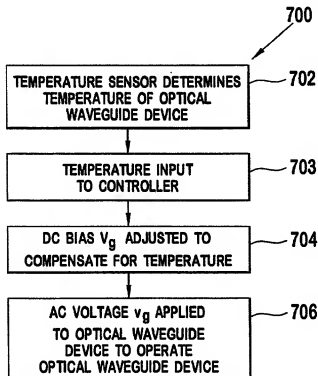 700
TEMPERATURE SENSOR DETERMINES
TEMPERATURE OF OPTICAL
WAVEGUIDE DEVICE
702
TEMPERATURE INPUT
TO CONTROLLER
703
DC BIAS Vg ADJUSTED TO
COMPENSATE FOR TEMPERATURE
704
AC VOLTAGE vg APPLIED
TO OPTICAL WAVEGUIDE
DEVICE TO OPERATE
OPTICAL WAVEGUIDE DEVICE
706